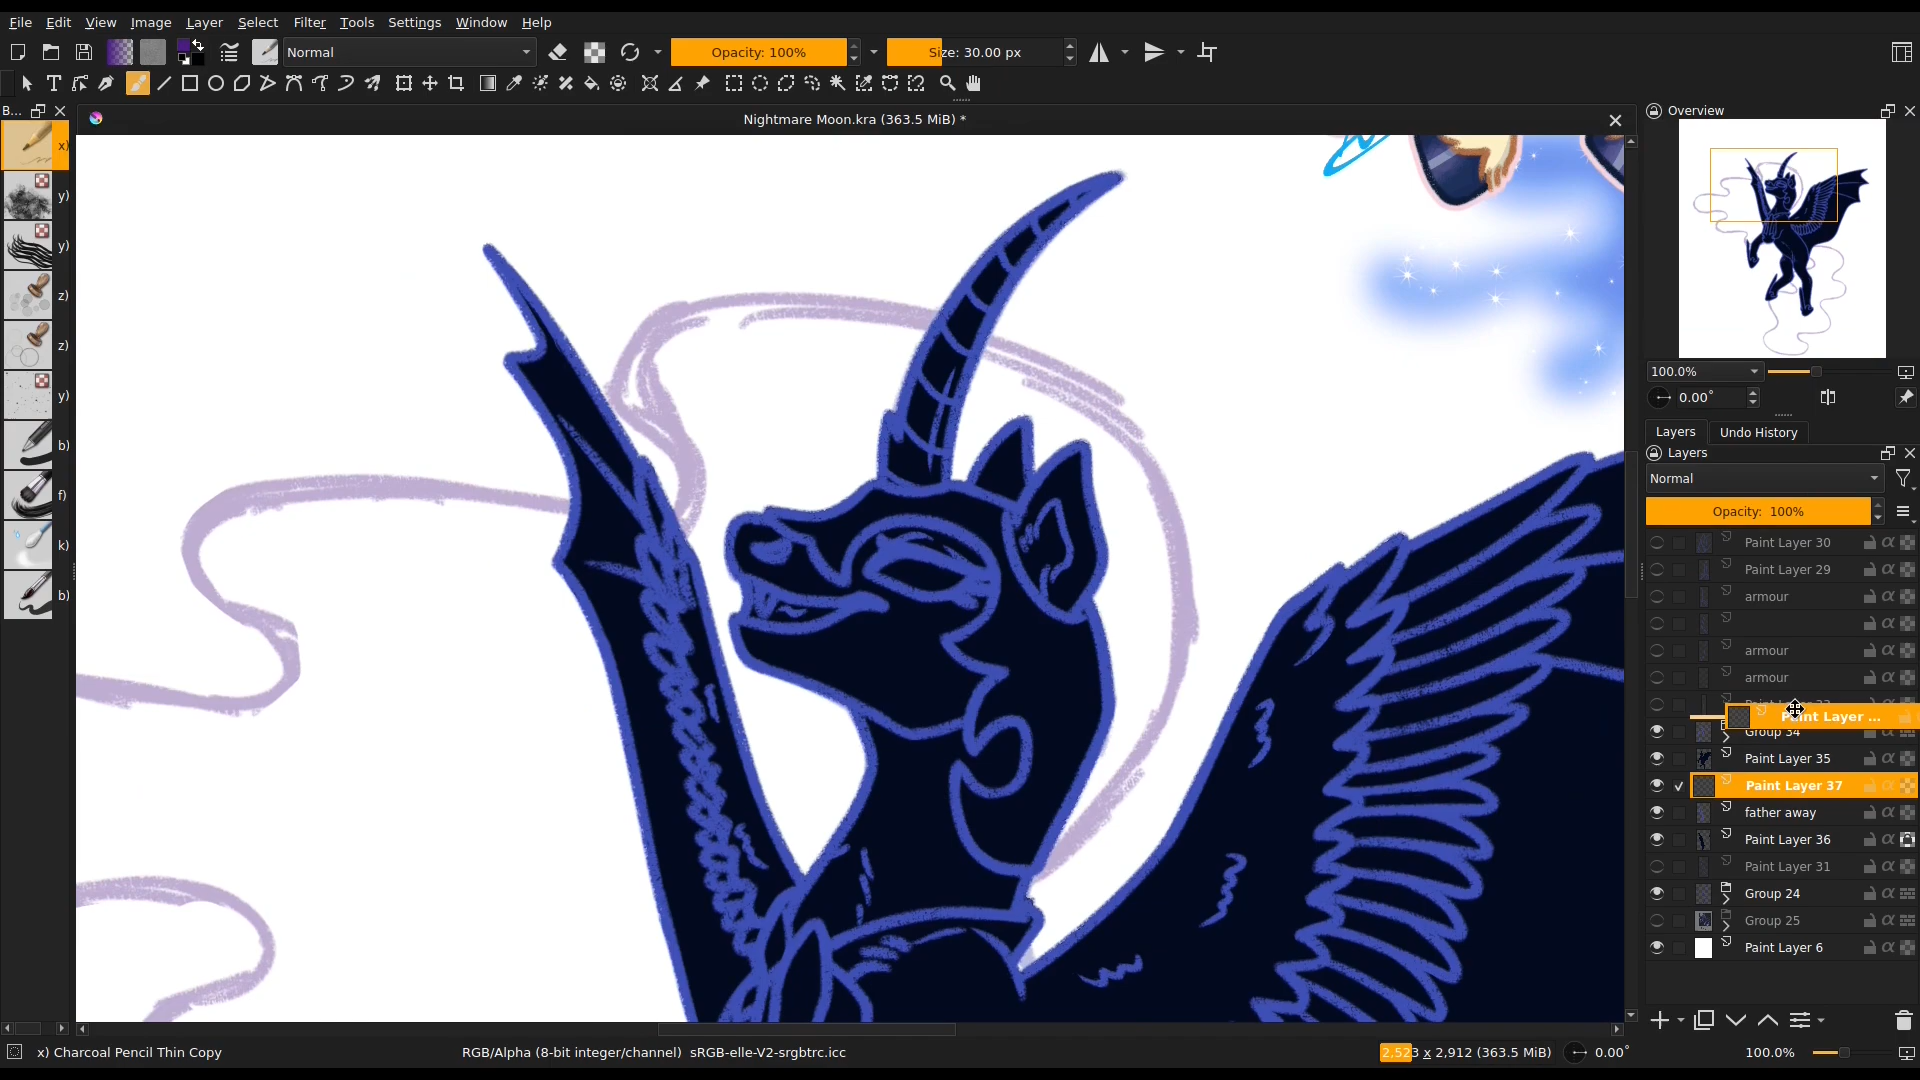 File Edit View Image Layer Select Filter Tools Settings Window Help
Normal Opacity: 100% Size: 30.00 px
B...
Nightmare Moon.kra (363.5 MiB) *
Overview
x)
y)
y)
z)
z)
y)
b)
f)
k)
b)
100.0%
0.00°
Layers Undo History
Layers
Normal
Opacity: 100%
Paint Layer 30
Paint Layer 29
armour
armour
armour
Paint Layer ...
Group 34
Paint Layer 35
Paint Layer 37
father away
Paint Layer 36
Paint Layer 31
Group 24
Group 25
Paint Layer 6
x) Charcoal Pencil Thin Copy
RGB/Alpha (8-bit integer/channel) sRGB-elle-V2-srgbtrc.icc
2,523 x 2,912 (363.5 MiB)
0.00°
100.0%